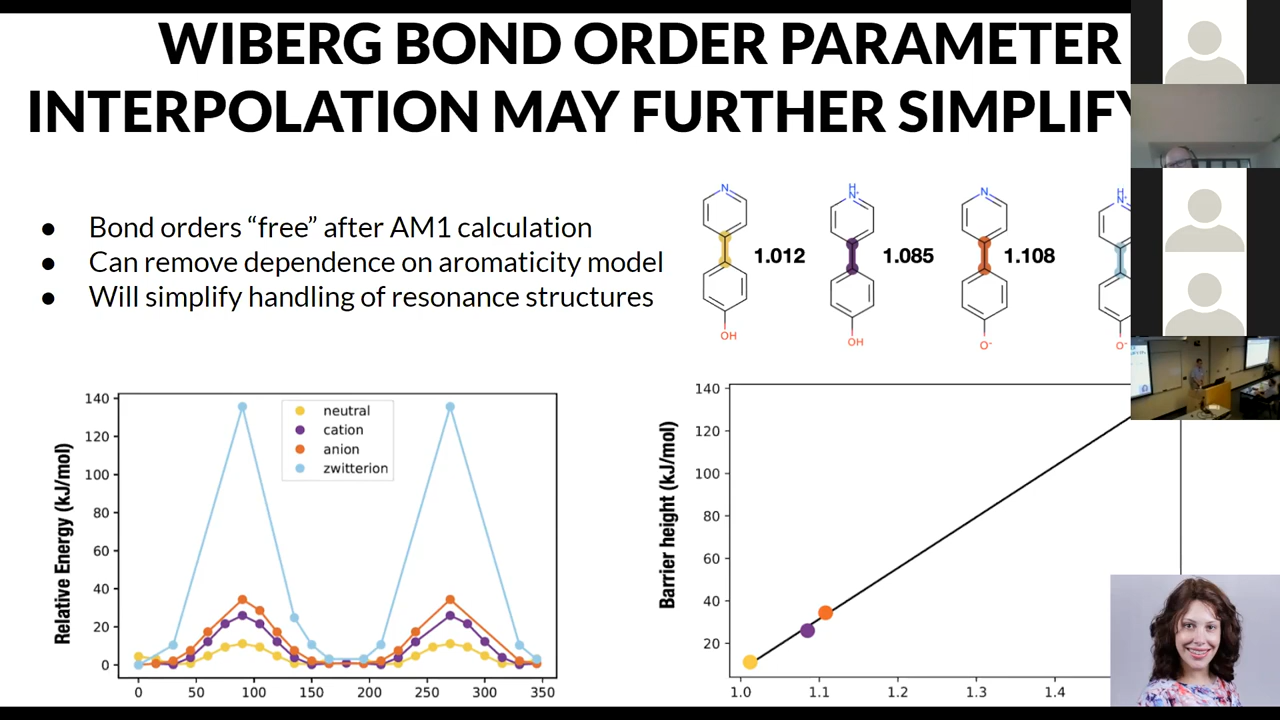 WIBERG BOND ORDER PARAMETER
INTERPOLATION MAY FURTHER SIMPLIFY
● Bond orders “free” after AM1 calculation
● Can remove dependence on aromaticity model
● Will simplify handling of resonance structures
N
1.012
OH
H
N+
1.085
OH
N
1.108
O-
H
N+
O-
Relative Energy (kJ/mol)
140
120
100
80
60
40
20
0
neutral
cation
anion
zwitterion
0 50 100 150 200 250 300 350
Barrier height (kJ/mol)
140
120
100
80
60
40
20
1.0 1.1 1.2 1.3 1.4